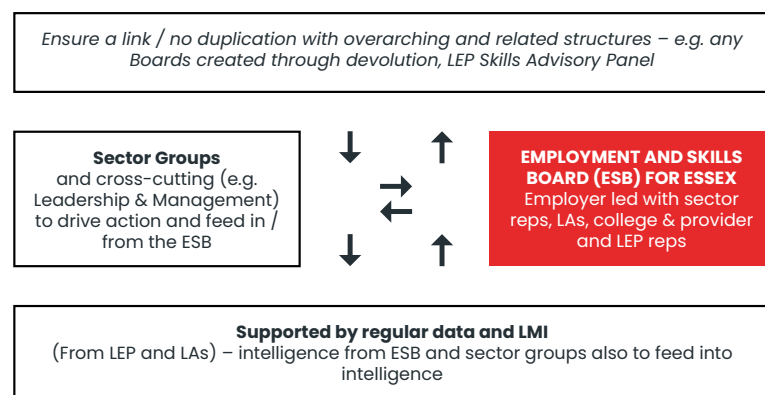 Ensure a link / no duplication with overarching and related structures – e.g. any
Boards created through devolution, LEP Skills Advisory Panel
Sector Groups
and cross-cutting (e.g.
Leadership & Management)
to drive action and feed in /
from the ESB
EMPLOYMENT AND SKILLS
BOARD (ESB) FOR ESSEX
Employer led with sector
reps, LAs, college & provider
and LEP reps
Supported by regular data and LMI
(From LEP and LAs) – intelligence from ESB and sector groups also to feed into
intelligence